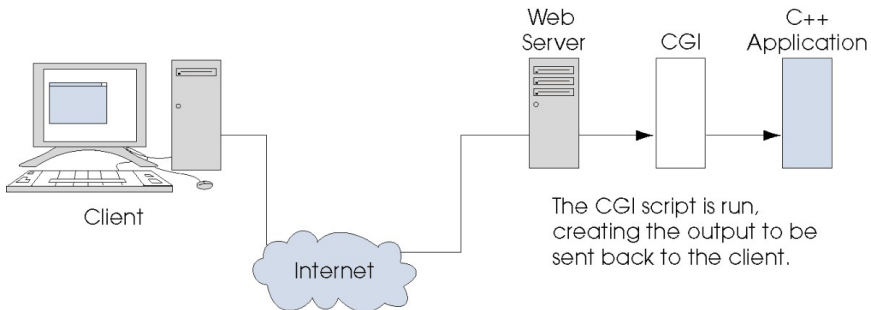 Web
Server
CGI
C++
Application
Client
Internet
The CGI script is run,
creating the output to be
sent back to the client.